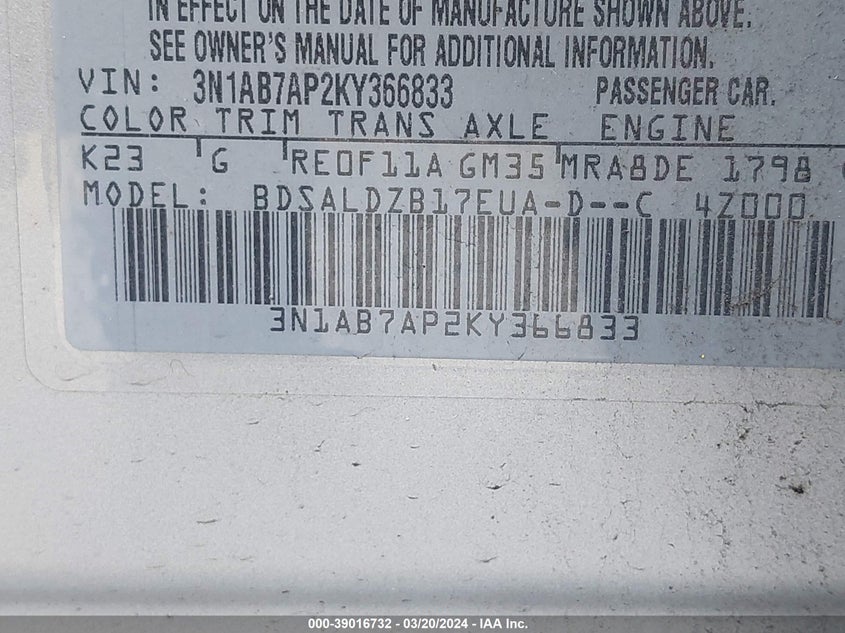 IN EFFECT ON THE DATE OF MANUFACTURE SHOWN ABOVE.
SEE OWNER'S MANUAL FOR ADDITIONAL INFORMATION.
VIN: 3N1AB7AP2KY366833 PASSENGER CAR.
COLOR TRIM TRANS AXLE ENGINE
K23 G RE0F11A GM35 MRA8DE 1798
MODEL: BDSALDZB17EUA-D--C 4Z000
3N1AB7AP2KY366833
000-39016732 - 03/20/2024 - IAA Inc.